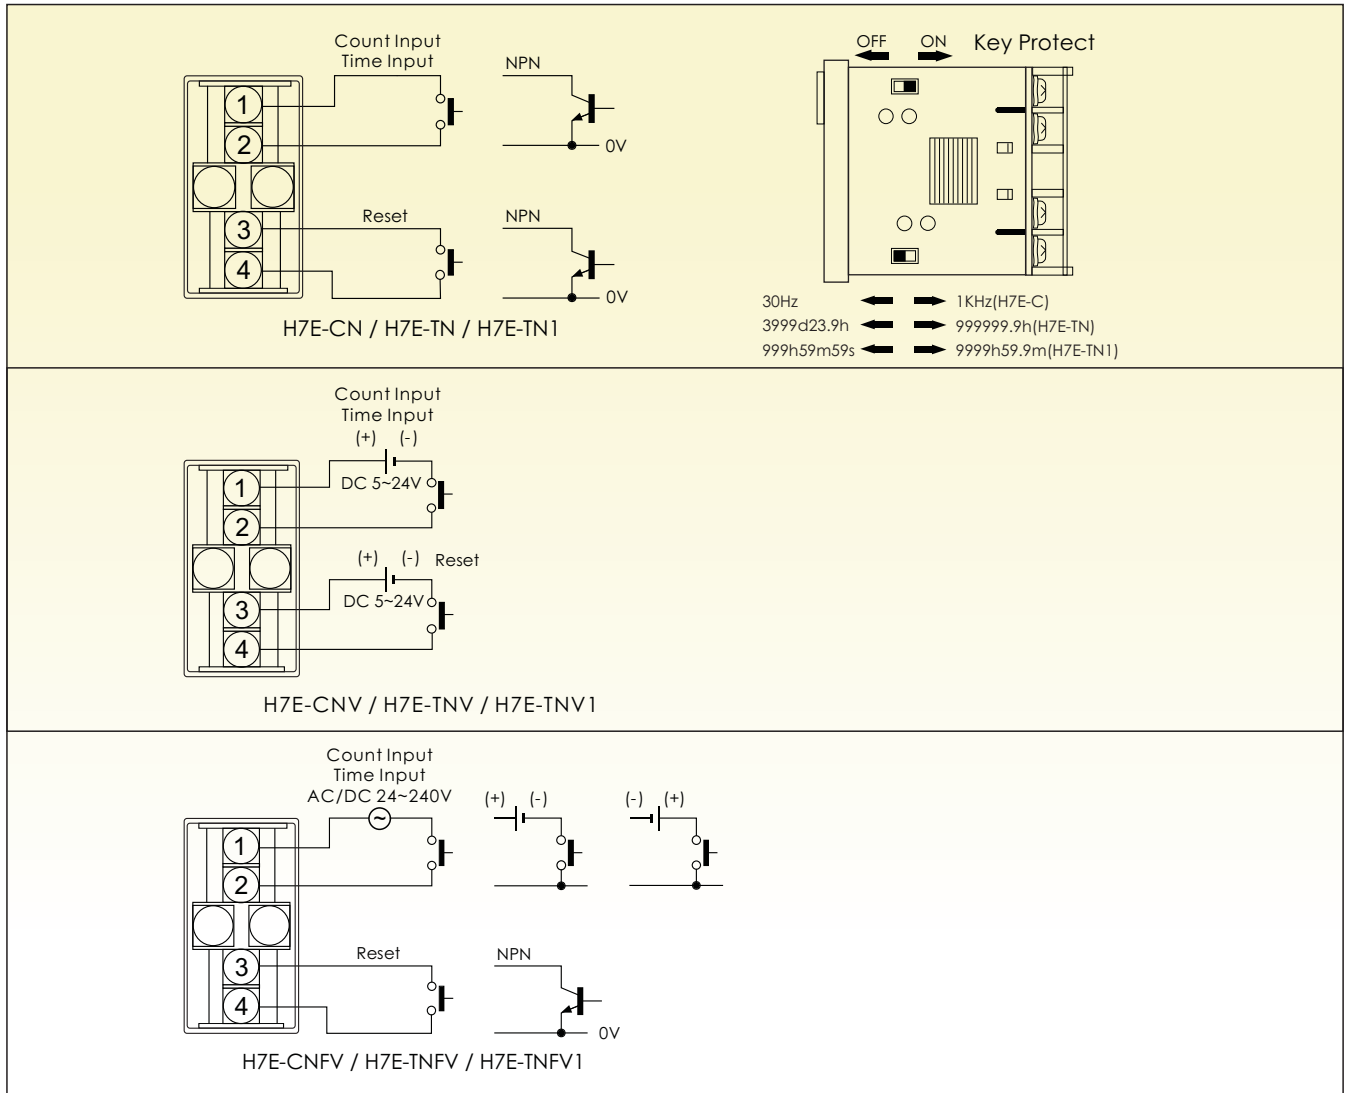 Count Input
Time Input
NPN
1
2
0V
Reset
NPN
3
4
0V
H7E-CN / H7E-TN / H7E-TN1
OFF ON Key Protect
30Hz 1KHz(H7E-C)
3999d23.9h 999999.9h(H7E-TN)
999h59m59s 9999h59.9m(H7E-TN1)
Count Input
Time Input
(+) (-)
DC 5~24V
1
2
(+) (-) Reset
DC 5~24V
3
4
H7E-CNV / H7E-TNV / H7E-TNV1
Count Input
Time Input
AC/DC 24~240V
~
(+) (-)
(-) (+)
1
2
Reset
NPN
3
4
0V
H7E-CNFV / H7E-TNFV / H7E-TNFV1